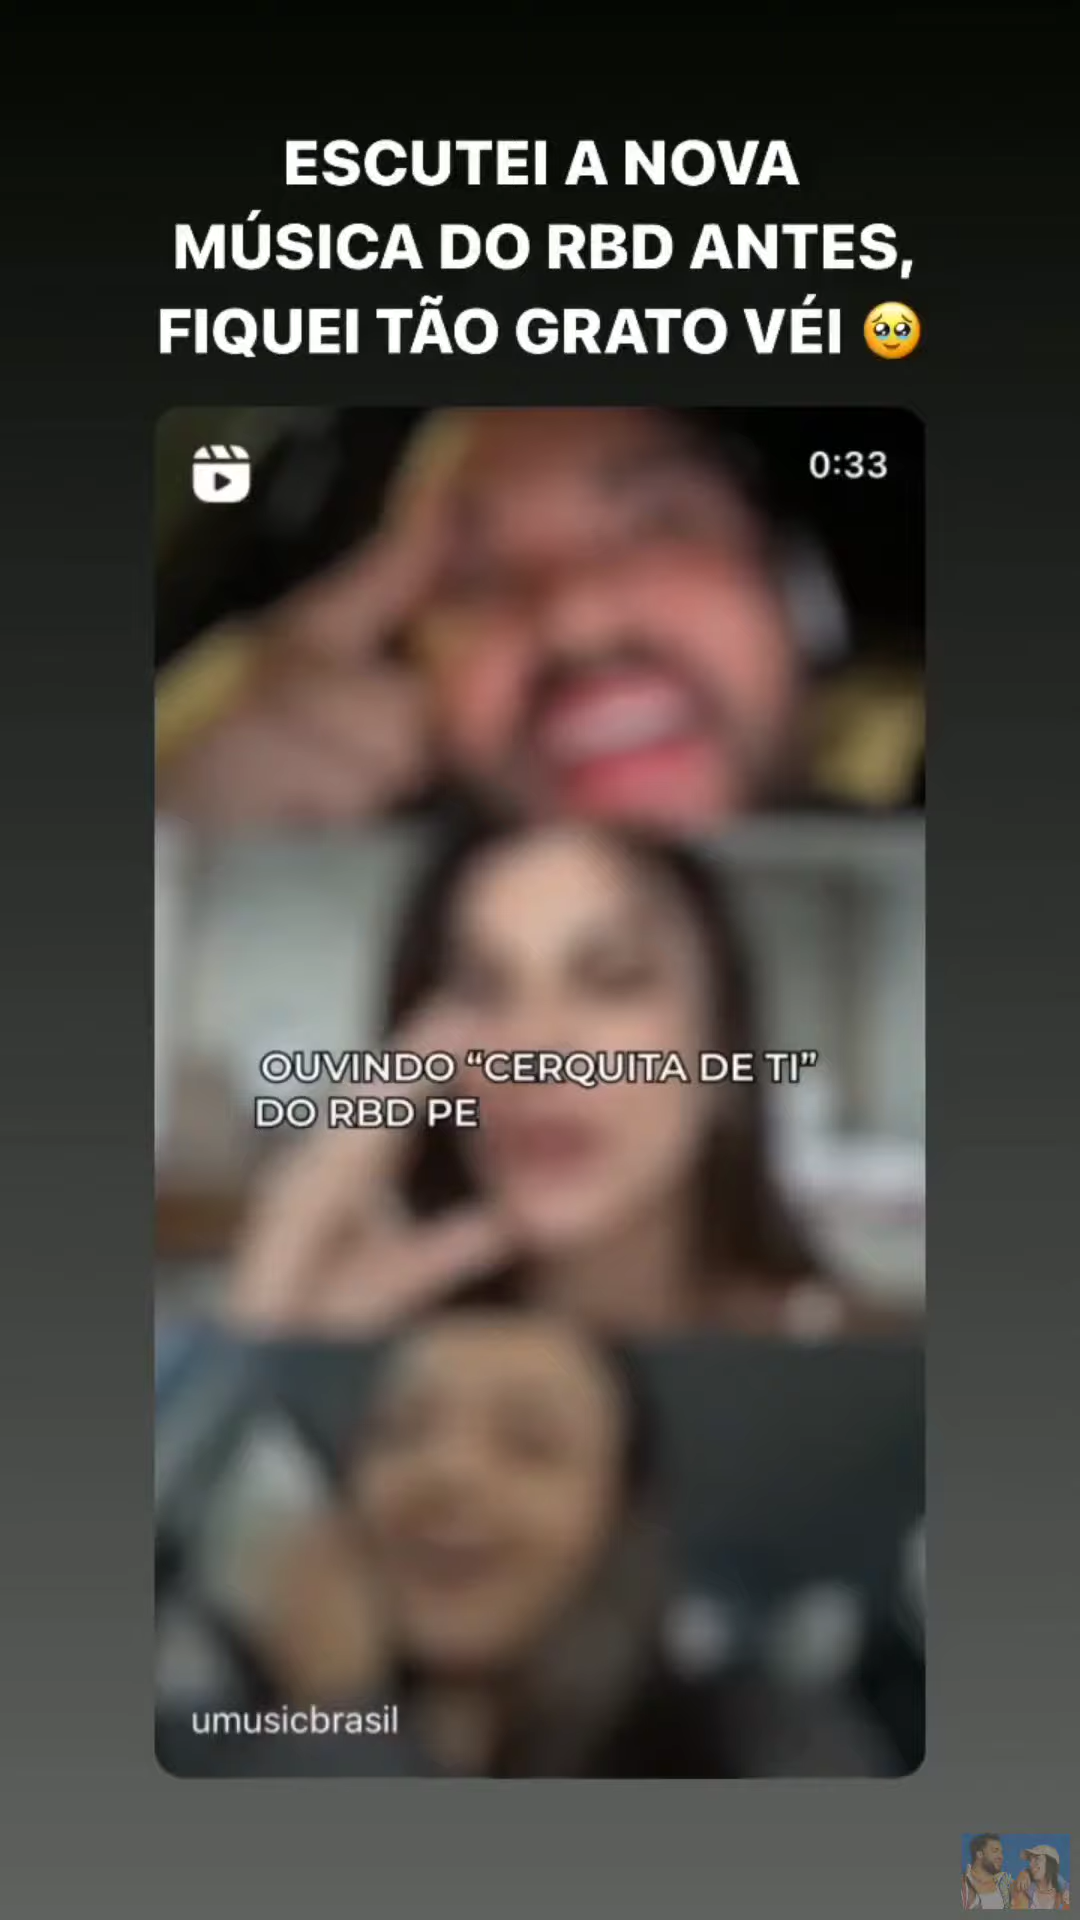 ESCUTEI A NOVA
MÚSICA DO RBD ANTES,
FIQUEI TÃO GRATO VÉI 🥹
0:33
OUVINDO “CERQUITA DE TI”
DO RBD PE
umusicbrasil